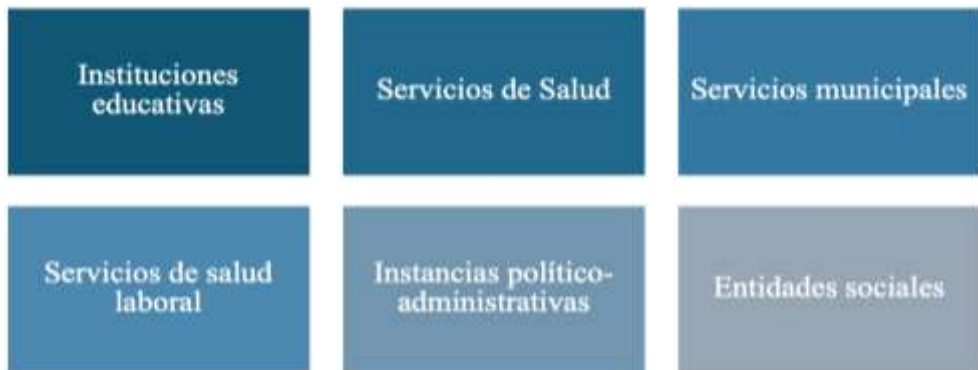 Instituciones
educativas
Servicios de Salud
Servicios municipales
Servicios de salud
laboral
Instancias político-
administrativas
Entidades sociales